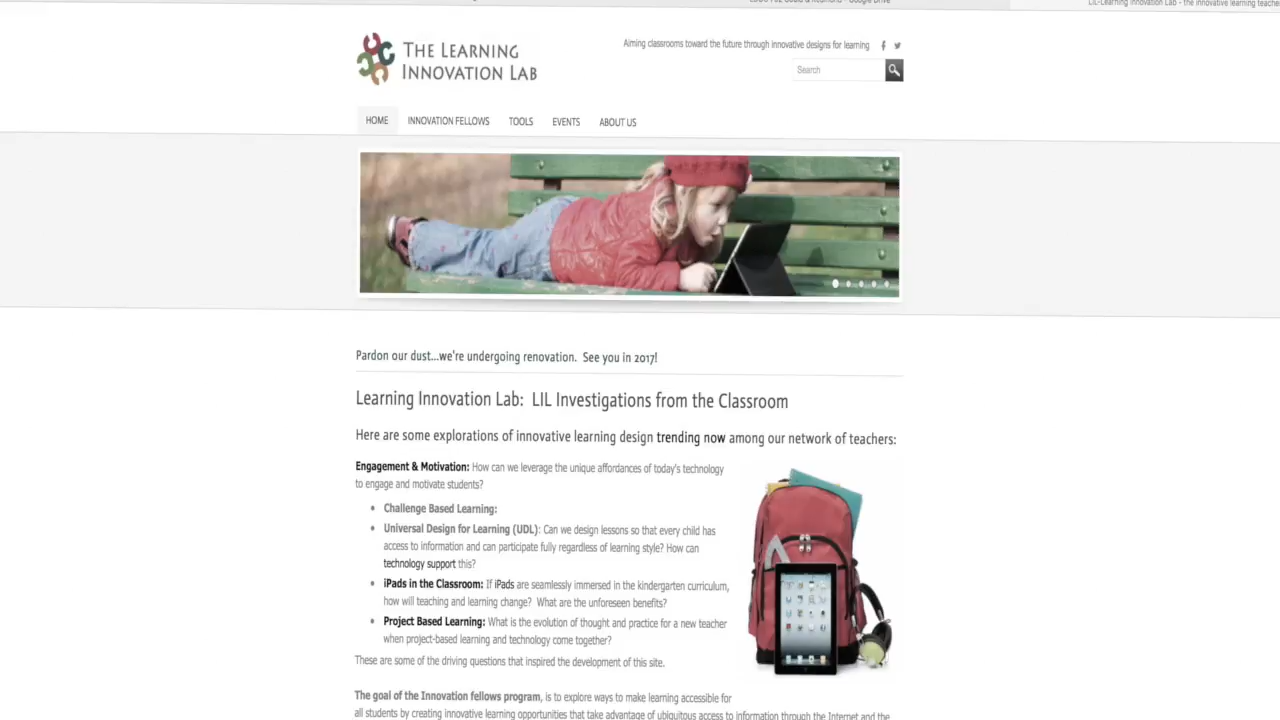 LIL-Learning Innovation Lab - the innovative learning teache
THE LEARNING
INNOVATION LAB
Aiming classrooms toward the future through innovative designs for learning
Search
HOME INNOVATION FELLOWS TOOLS EVENTS ABOUT US
Pardon our dust...we're undergoing renovation. See you in 2017!
Learning Innovation Lab: LIL Investigations from the Classroom
Here are some explorations of innovative learning design trending now among our network of teachers:
Engagement & Motivation: How can we leverage the unique affordances of today's technology
to engage and motivate students?
• Challenge Based Learning:
• Universal Design for Learning (UDL): Can we design lessons so that every child has
access to information and can participate fully regardless of learning style? How can
technology support this?
• iPads in the Classroom: If iPads are seamlessly immersed in the kindergarten curriculum,
how will teaching and learning change? What are the unforeseen benefits?
• Project Based Learning: What is the evolution of thought and practice for a new teacher
when project-based learning and technology come together?
These are some of the driving questions that inspired the development of this site.
The goal of the Innovation fellows program, is to explore ways to make learning accessible for
all students by creating innovative learning opportunities that take advantage of ubiquitous access to information through the Internet and the